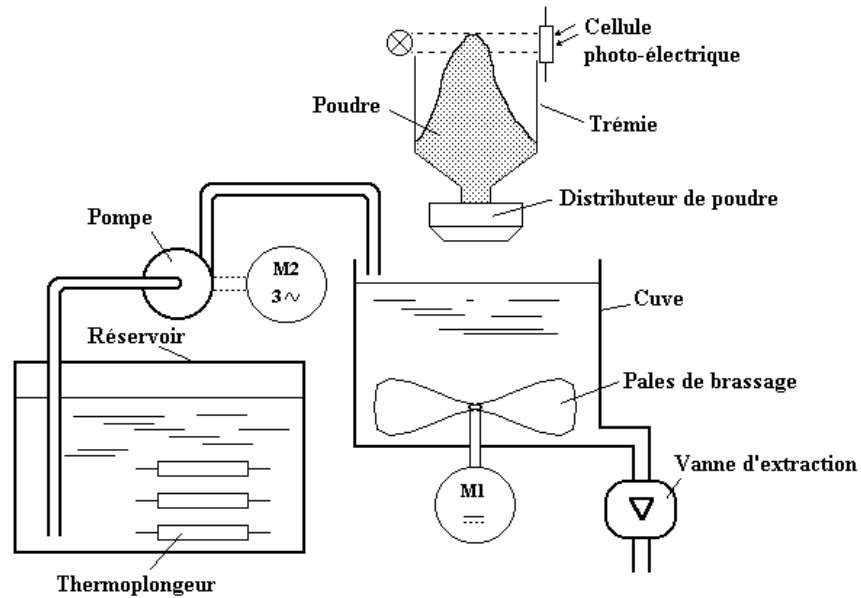 Cellule
photo-électrique
Poudre
Trémie
Distributeur de poudre
Pompe
M2
3 ~
Cuve
Réservoir
Pales de brassage
Vanne d'extraction
M1
Thermoplongeur